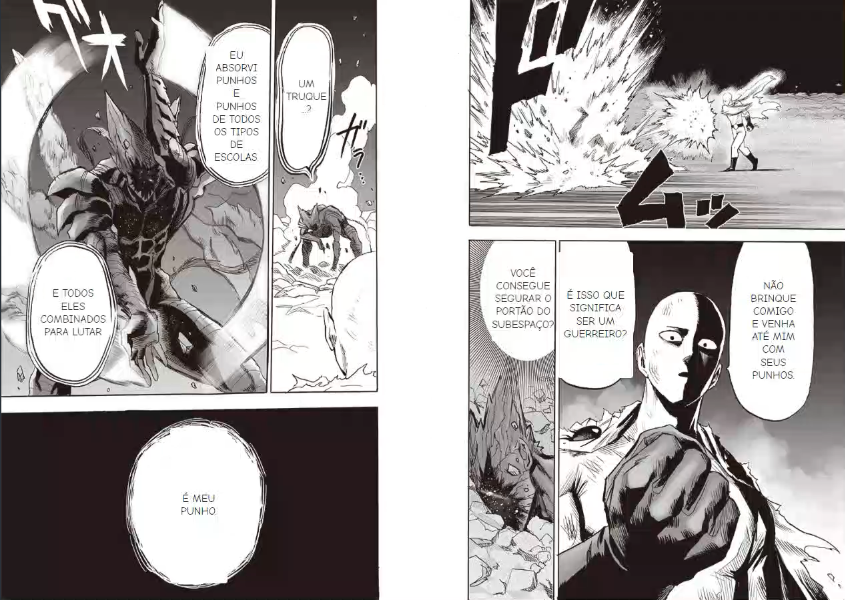 NÃO
BRINQUE
COMIGO
E VENHA
ATÉ MIM
COM
SEUS
PUNHOS.
É ISSO QUE
SIGNIFICA
SER UM
GUERREIRO?
VOCÊ
CONSEGUE
SEGURAR O
PORTÃO DO
SUBESPAÇO?
UM
TRUQUE
..?
EU
ABSORVI
PUNHOS
E
PUNHOS
DE TODOS
OS TIPOS
DE
ESCOLAS
E TODOS
ELES
COMBINADOS
PARA LUTAR
É MEU
PUNHO.